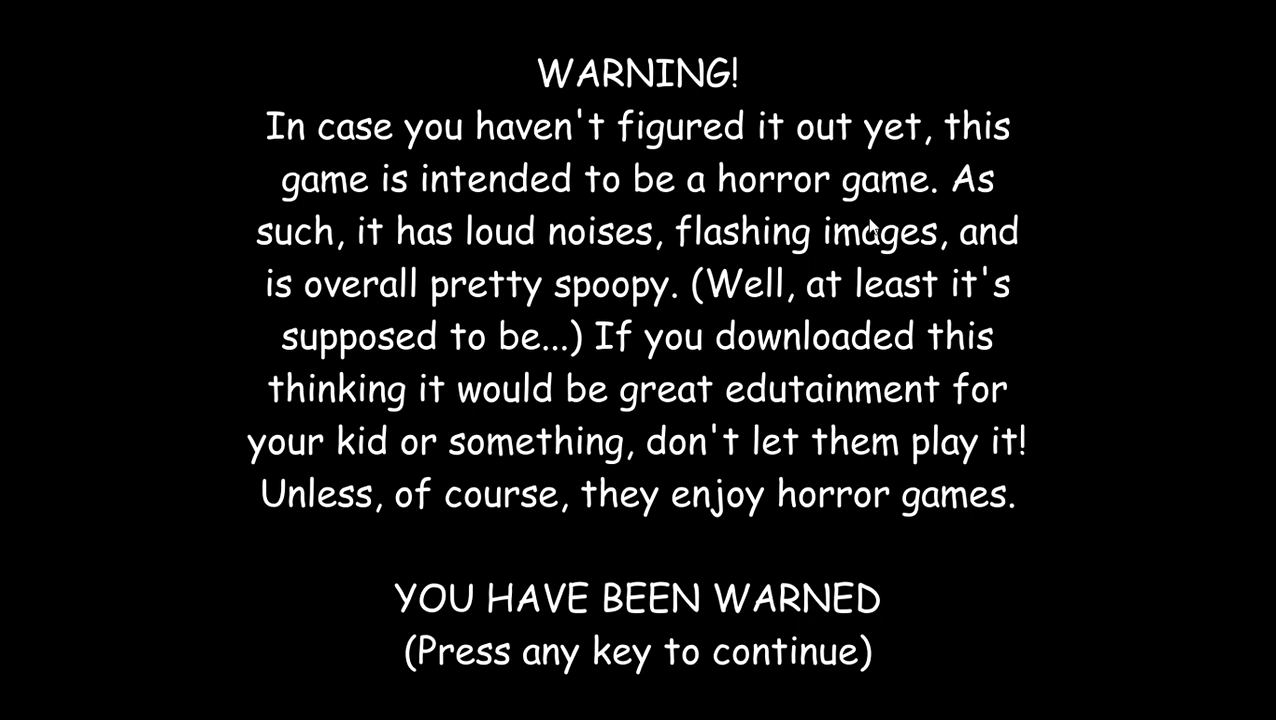 WARNING!
In case you haven't figured it out yet, this
game is intended to be a horror game. As
such, it has loud noises, flashing images, and
is overall pretty spoopy. (Well, at least it's
supposed to be...) If you downloaded this
thinking it would be great edutainment for
your kid or something, don't let them play it!
Unless, of course, they enjoy horror games.
YOU HAVE BEEN WARNED
(Press any key to continue)